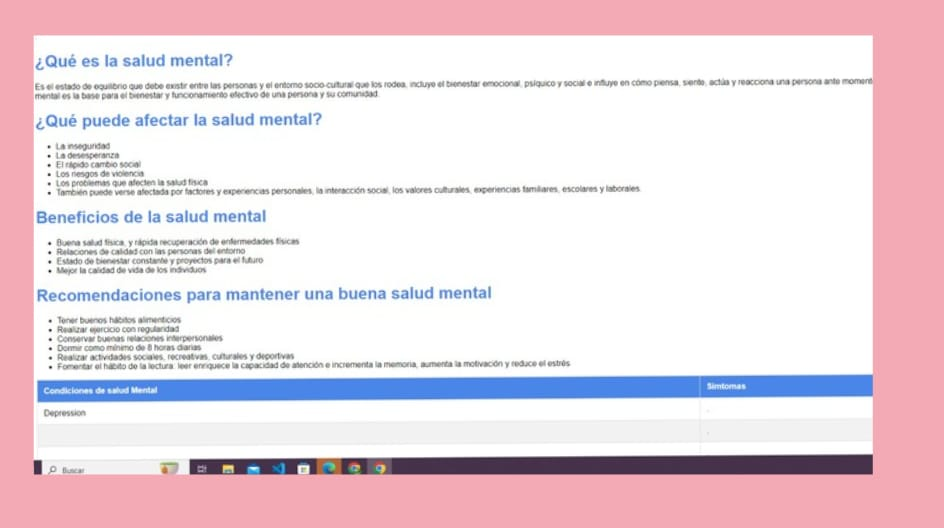 ¿Qué es la salud mental?
Es el estado de equilibrio que debe existir entre las personas y el entorno socio-cultural que los rodea, incluye el bienestar emocional, psíquico y social e influye en cómo piensa, siente, actúa y reacciona una persona ante moment
mental es la base para el bienestar y funcionamiento efectivo de una persona y su comunidad.
¿Qué puede afectar la salud mental?
• La inseguridad
• La desesperanza
• El rápido cambio social
• Los riesgos de violencia
• Los problemas que afecten la salud física
• También puede verse afectada por factores y experiencias personales, la interacción social, los valores culturales, experiencias familiares, escolares y laborales.
Beneficios de la salud mental
• Buena salud física, y rápida recuperación de enfermedades físicas
• Relaciones de calidad con las personas del entorno
• Estado de bienestar constante y proyectos para el futuro
• Mejor la calidad de vida de los individuos
Recomendaciones para mantener una buena salud mental
• Tener buenos hábitos alimenticios
• Realizar ejercicio con regularidad
• Conservar buenas relaciones interpersonales
• Dormir como mínimo de 8 horas diarias
• Realizar actividades sociales, recreativas, culturales y deportivas
• Fomentar el hábito de la lectura: leer enriquece la capacidad de atención e incrementa la memoria, aumenta la motivación y reduce el estrés
Condiciones de salud Mental Simtomas
Depression
Buscar